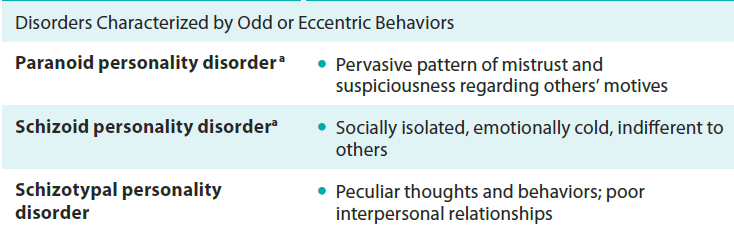 Disorders Characterized by Odd or Eccentric Behaviors
Paranoid personality disorder ᵃ
• Pervasive pattern of mistrust and
suspiciousness regarding others’ motives
Schizoid personality disorderᵃ
• Socially isolated, emotionally cold, indifferent to
others
Schizotypal personality
disorder
• Peculiar thoughts and behaviors; poor
interpersonal relationships